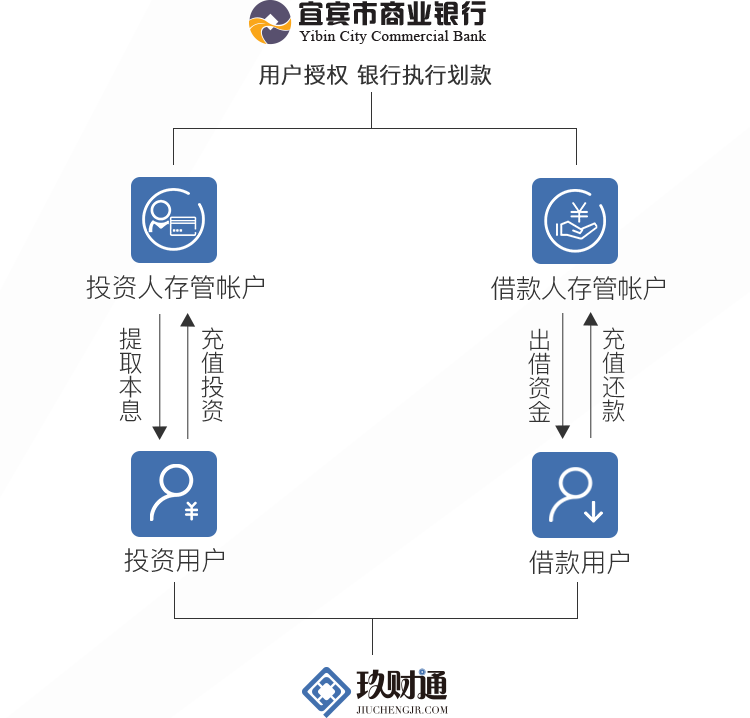 宜宾市商业银行
Yibin City Commercial Bank
用户授权 银行执行划款
投资人存管帐户
借款人存管帐户
提取本息
充值投资
出借资金
充值还款
投资用户
借款用户
玖财通
JIUCHENGJR.COM